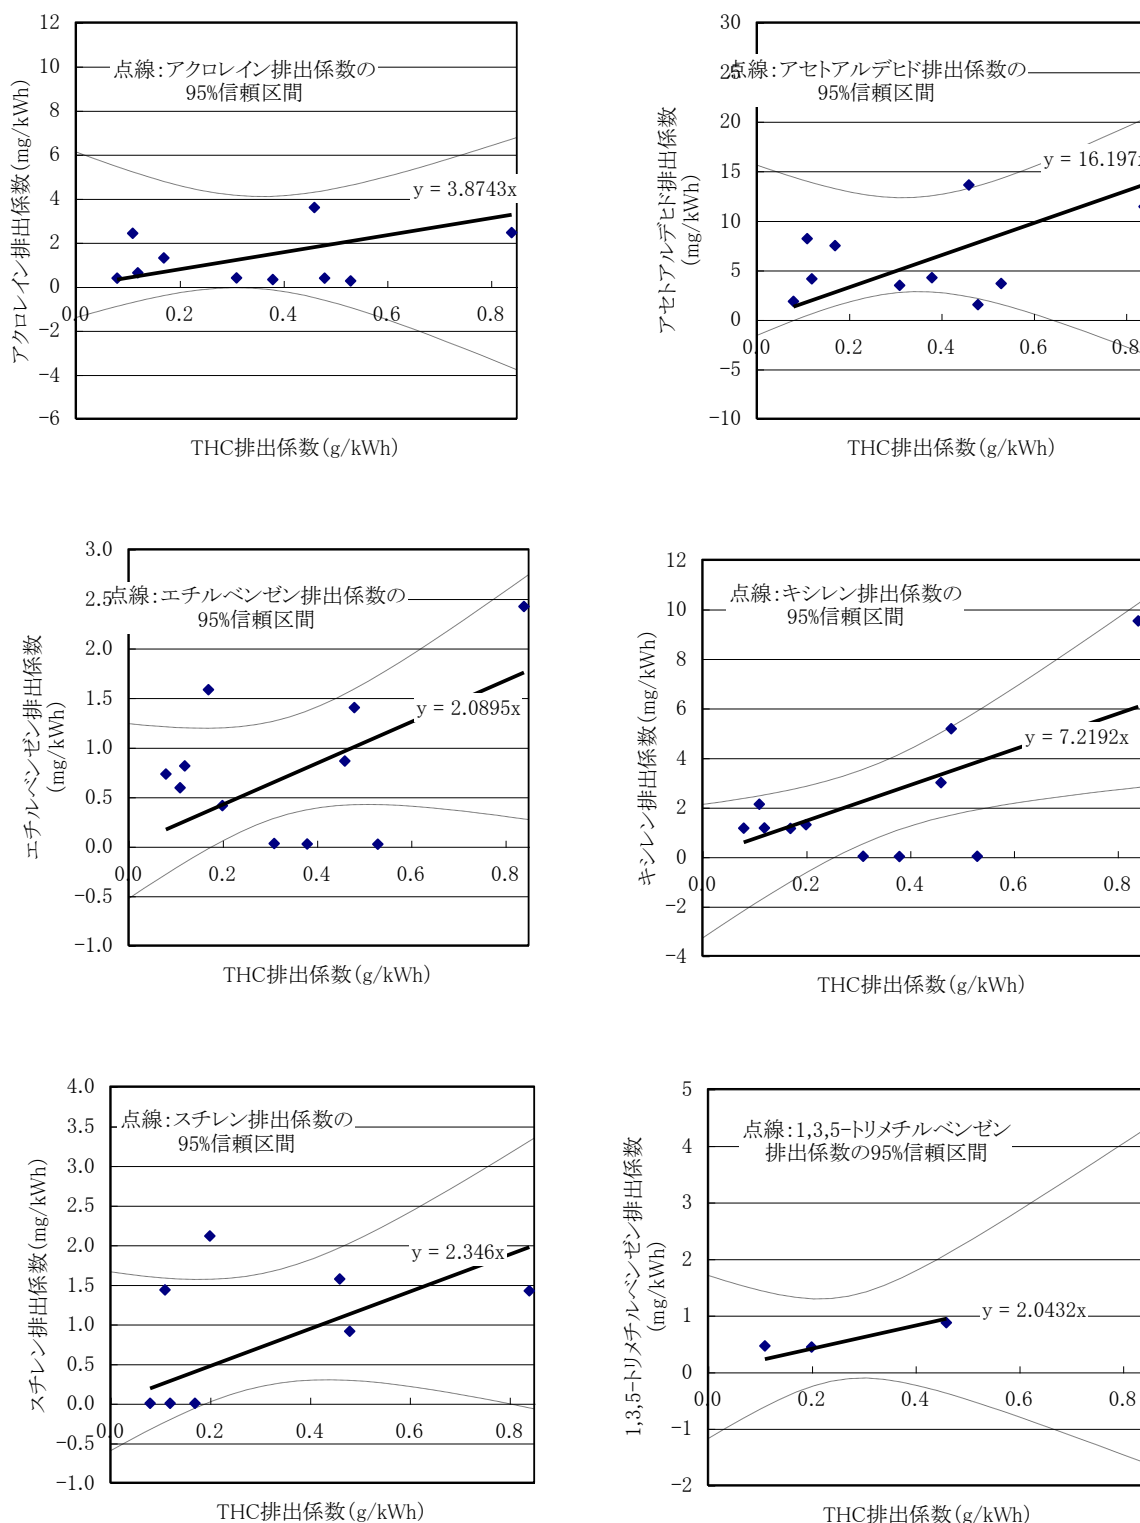 12
10
8
6
4
2
0
−2
−4
−6
アクロレイン排出係数(mg/kWh)
点線:アクロレイン排出係数の
95%信頼区間
y = 3.8743x
0.0
0.2
0.4
0.6
0.8
THC排出係数(g/kWh)
30
25
20
15
10
5
0
−5
−10
アセトアルデヒド排出係数
(mg/kWh)
点線:アセトアルデヒド排出係数の
95%信頼区間
y = 16.197x
0.0
0.2
0.4
0.6
0.8
THC排出係数(g/kWh)
3.0
2.5
2.0
1.5
1.0
0.5
0.0
−0.5
−1.0
エチルベンゼン排出係数
(mg/kWh)
点線:エチルベンゼン排出係数の
95%信頼区間
y = 2.0895x
0.0
0.2
0.4
0.6
0.8
THC排出係数(g/kWh)
12
10
8
6
4
2
0
−2
−4
キシレン排出係数(mg/kWh)
点線:キシレン排出係数の
95%信頼区間
y = 7.2192x
0.0
0.2
0.4
0.6
0.8
THC排出係数(g/kWh)
4.0
3.5
3.0
2.5
2.0
1.5
1.0
0.5
0.0
−0.5
−1.0
スチレン排出係数(mg/kWh)
点線:スチレン排出係数の
95%信頼区間
y = 2.346x
0.0
0.2
0.4
0.6
0.8
THC排出係数(g/kWh)
5
4
3
2
1
0
−1
−2
1,3,5−トリメチルベンゼン排出係数
(mg/kWh)
点線:1,3,5−トリメチルベンゼン
排出係数の95%信頼区間
y = 2.0432x
0.0
0.2
0.4
0.6
0.8
THC排出係数(g/kWh)